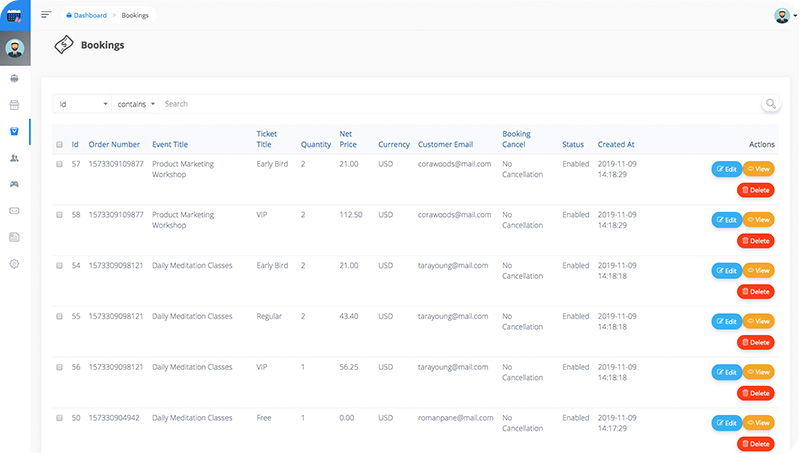 Dashboard > Bookings
Bookings
Id contains Search
Id Order Number Event Title Ticket Title Quantity Net Price Currency Customer Email Booking Cancel Status Created At Actions
57 1573309109877 Product Marketing Workshop Early Bird 2 21.00 USD corawoods@mail.com No Cancellation Enabled 2019-11-09 14:18:29 Edit View Delete
58 1573309109877 Product Marketing Workshop VIP 2 112.50 USD corawoods@mail.com No Cancellation Enabled 2019-11-09 14:18:29 Edit View Delete
54 1573309098121 Daily Meditation Classes Early Bird 2 21.00 USD tarayoung@mail.com No Cancellation Enabled 2019-11-09 14:18:18 Edit View Delete
55 1573309098121 Daily Meditation Classes Regular 2 43.40 USD tarayoung@mail.com No Cancellation Enabled 2019-11-09 14:18:18 Edit View Delete
56 1573309098121 Daily Meditation Classes VIP 1 56.25 USD tarayoung@mail.com No Cancellation Enabled 2019-11-09 14:18:18 Edit View Delete
50 157330904942 Daily Meditation Classes Free 1 0.00 USD romanpane@mail.com No Cancellation Enabled 2019-11-09 14:17:29 Edit View Delete